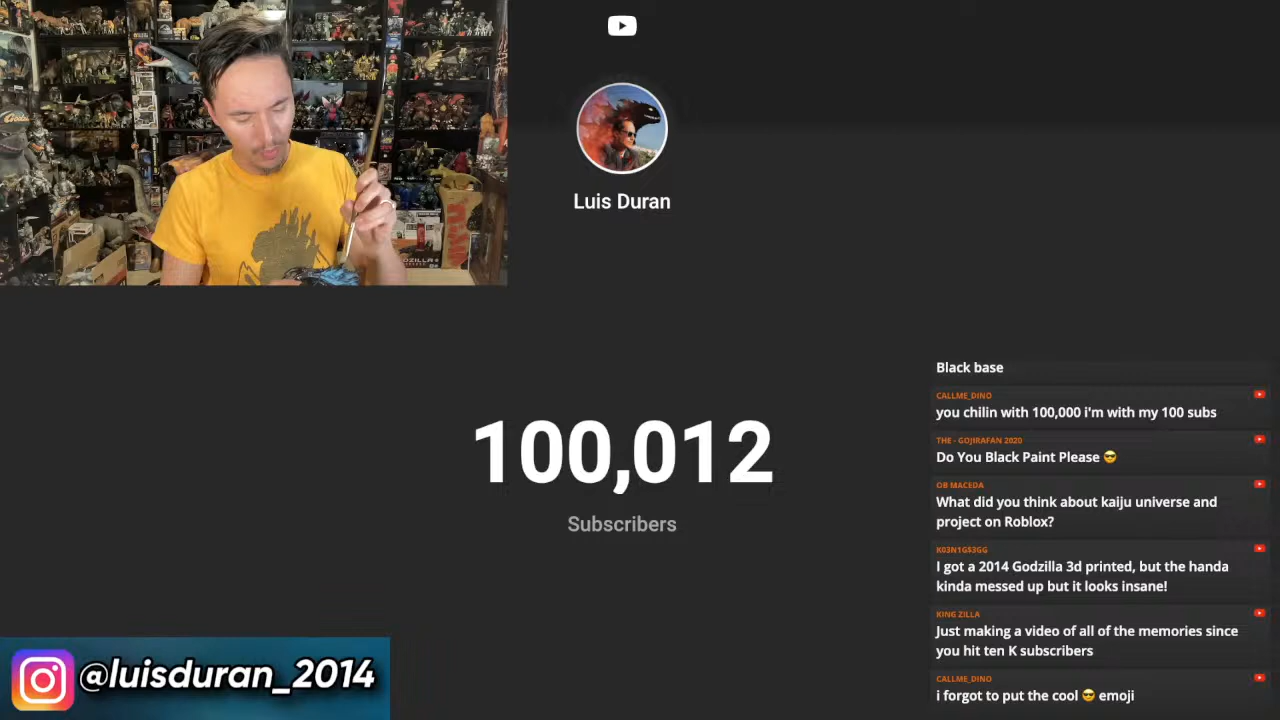 Luis Duran
100,012
Subscribers
Black base
CALLME_DINO
you chilin with 100,000 i'm with my 100 subs
THE - GOJIRAFAN 2020
Do You Black Paint Please 😎
OB MACEDA
What did you think about kaiju universe and
project on Roblox?
K03N1G$3GG
I got a 2014 Godzilla 3d printed, but the handa
kinda messed up but it looks insane!
KING ZILLA
Just making a video of all of the memories since
you hit ten K subscribers
CALLME_DINO
i forgot to put the cool 😎 emoji
@luisduran_2014